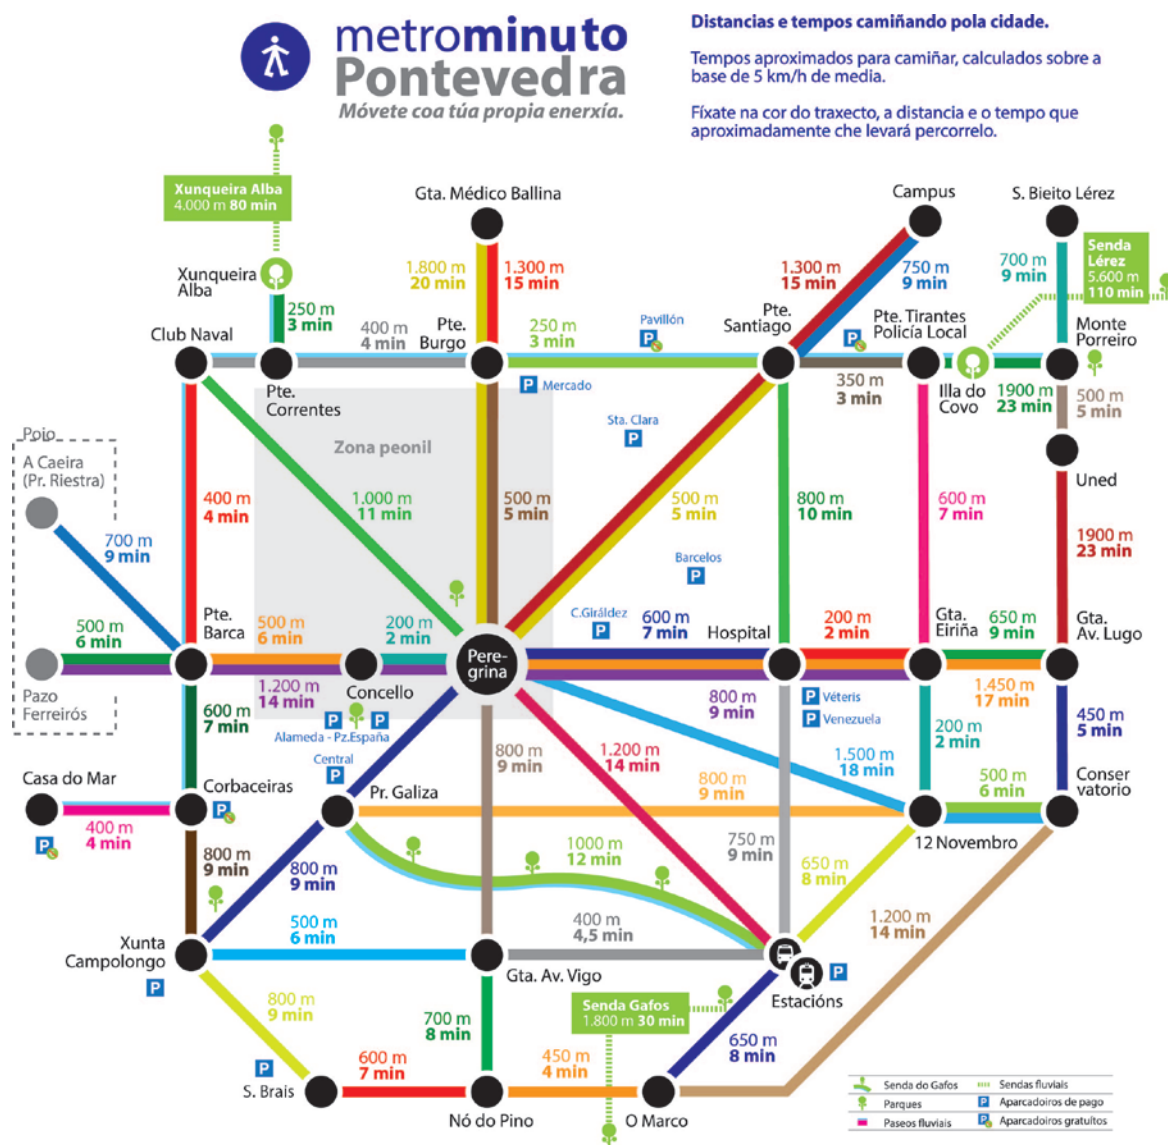 metrominuto
Pontevedra
Móvete coa túa propia enerxía.
Distancias e tempos camiñando pola cidade.
Tempos aproximados para camiñar, calculados sobre a
base de 5 km/h de media.
Fíxate na cor do traxecto, a distancia e o tempo que
aproximadamente che levará percorrelo.
Xunqueira Alba
4.000 m 80 min
Gta. Médico Ballina
Campus
S. Bieito Lérez
Senda
Lérez
5.600 m
110 min
Xunqueira
Alba
1.800 m
20 min
1.300 m
15 min
1.300 m
15 min
750 m
9 min
700 m
9 min
250 m
3 min
Club Naval
400 m
4 min
Pte.
Burgo
250 m
3 min
Pavillón
Pte.
Santiago
Pte. Tirantes
Policía Local
Monte
Porreiro
Pte.
Correntes
P Mercado
350 m
3 min
Illa do
Covo
1900 m
23 min
500 m
5 min
Zona peonil
Sta. Clara
P
Poio
A Caeira
(Pr. Riestra)
Uned
400 m
4 min
1.000 m
11 min
500 m
5 min
500 m
5 min
800 m
10 min
600 m
7 min
1900 m
23 min
700 m
9 min
Barcelos
P
500 m
6 min
Pte.
Barca
500 m
6 min
200 m
2 min
C.Giráldez
P
600 m
7 min
Hospital
200 m
2 min
Gta.
Eiriña
650 m
9 min
Gta.
Av. Lugo
Pere-
grina
Pazo
Ferreirós
1.200 m
14 min
Concello
800 m
9 min
P Véteris
P Venezuela
1.450 m
17 min
600 m
7 min
P P
Alameda - Pz.España
Central
P
800 m
9 min
1.200 m
14 min
1.500 m
18 min
200 m
2 min
450 m
5 min
Casa do Mar
Corbaceiras
P
Pr. Galiza
800 m
9 min
500 m
6 min
Conser
vatorio
P
400 m
4 min
12 Novembro
800 m
9 min
800 m
9 min
1000 m
12 min
750 m
9 min
650 m
8 min
500 m
6 min
400 m
4,5 min
1.200 m
14 min
Xunta
Campolongo
P
Gta. Av. Vigo
Estacións
P
800 m
9 min
700 m
8 min
Senda Gafos
1.800 m 30 min
650 m
8 min
P
S. Brais
600 m
7 min
450 m
4 min
Nó do Pino
O Marco
Senda do Gafos
Sendas fluviais
Parques
P Aparcadoiros de pago
Paseos fluviais
P Aparcadoiros gratuítos